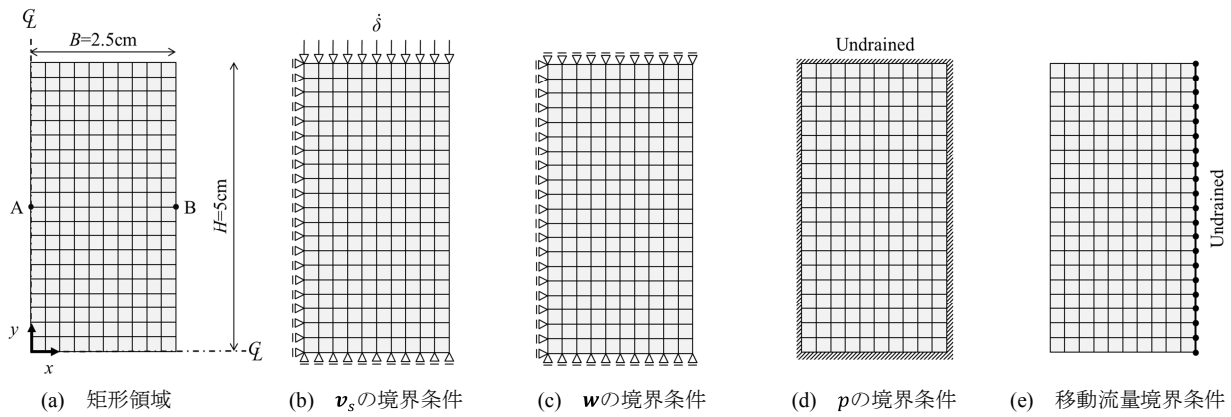 ℄
B=2.5cm
H=5cm
A
B
y
x
℄
(a) 矩形領域
δ̇
(b) 𝒗ₛの境界条件
(c) 𝒘の境界条件
Undrained
(d) pの境界条件
Undrained
(e) 移動流量境界条件